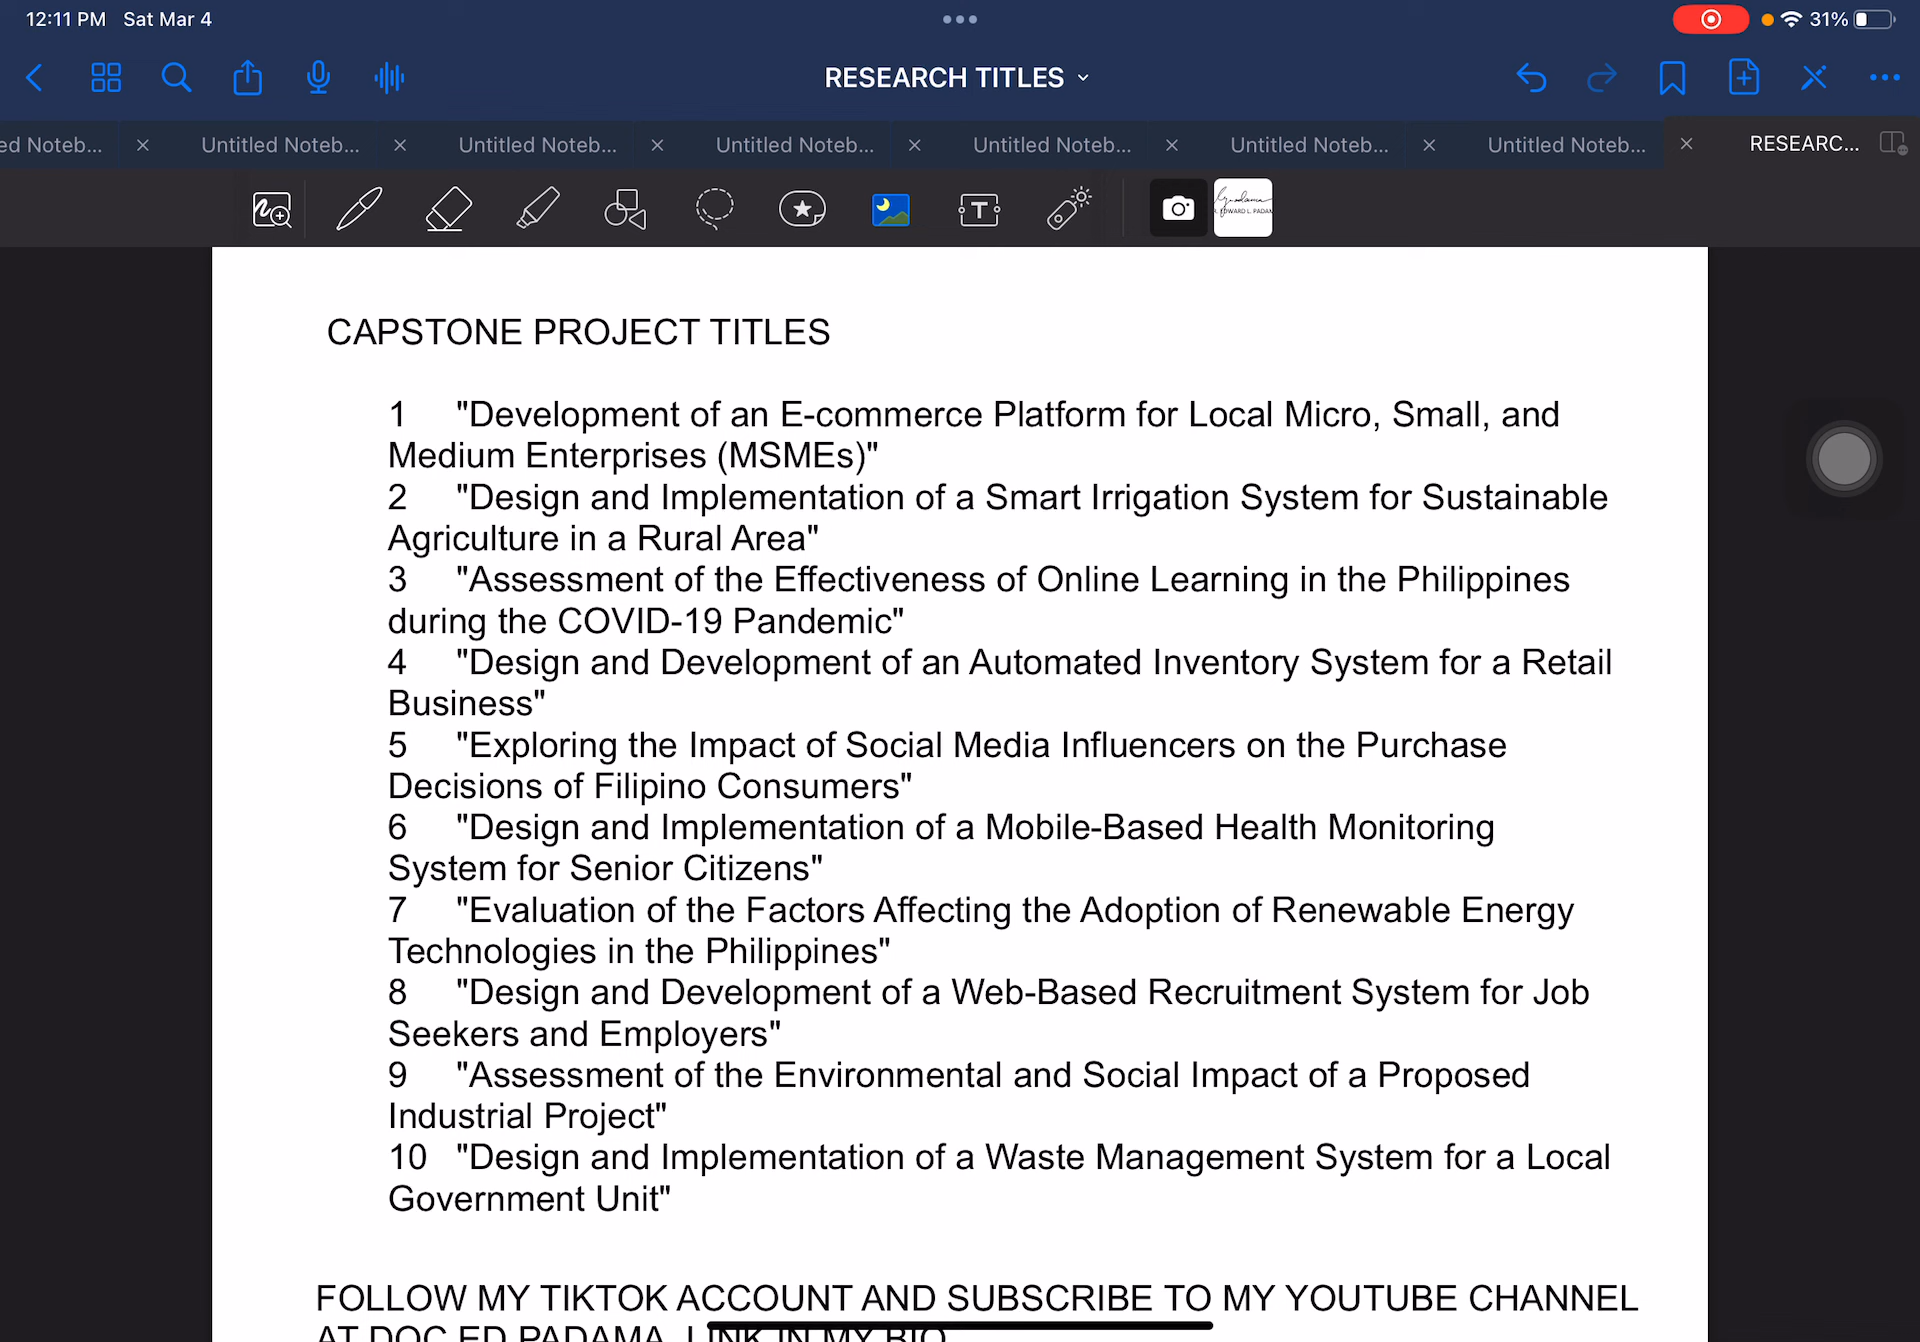 12:11 PM Sat Mar 4
31%
RESEARCH TITLES
ed Noteb...
Untitled Noteb...
Untitled Noteb...
Untitled Noteb...
Untitled Noteb...
Untitled Noteb...
Untitled Noteb...
RESEARC...
T
CAPSTONE PROJECT TITLES
1 "Development of an E-commerce Platform for Local Micro, Small, and
Medium Enterprises (MSMEs)"
2 "Design and Implementation of a Smart Irrigation System for Sustainable
Agriculture in a Rural Area"
3 "Assessment of the Effectiveness of Online Learning in the Philippines
during the COVID-19 Pandemic"
4 "Design and Development of an Automated Inventory System for a Retail
Business"
5 "Exploring the Impact of Social Media Influencers on the Purchase
Decisions of Filipino Consumers"
6 "Design and Implementation of a Mobile-Based Health Monitoring
System for Senior Citizens"
7 "Evaluation of the Factors Affecting the Adoption of Renewable Energy
Technologies in the Philippines"
8 "Design and Development of a Web-Based Recruitment System for Job
Seekers and Employers"
9 "Assessment of the Environmental and Social Impact of a Proposed
Industrial Project"
10 "Design and Implementation of a Waste Management System for a Local
Government Unit"
FOLLOW MY TIKTOK ACCOUNT AND SUBSCRIBE TO MY YOUTUBE CHANNEL
AT DOC ED PADAMA. LINK IN MY BIO